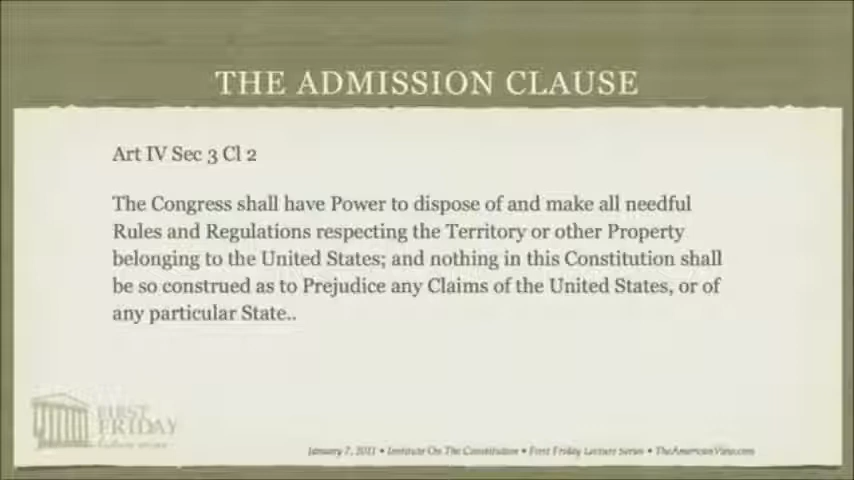 THE ADMISSION CLAUSE
Art IV Sec 3 Cl 2
The Congress shall have Power to dispose of and make all needful
Rules and Regulations respecting the Territory or other Property
belonging to the United States; and nothing in this Constitution shall
be so construed as to Prejudice any Claims of the United States, or of
any particular State..
FIRST
FRIDAY
lecture series
January 7, 2011 • Institute On The Constitution • First Friday Lecture Series • TheAmericanView.com